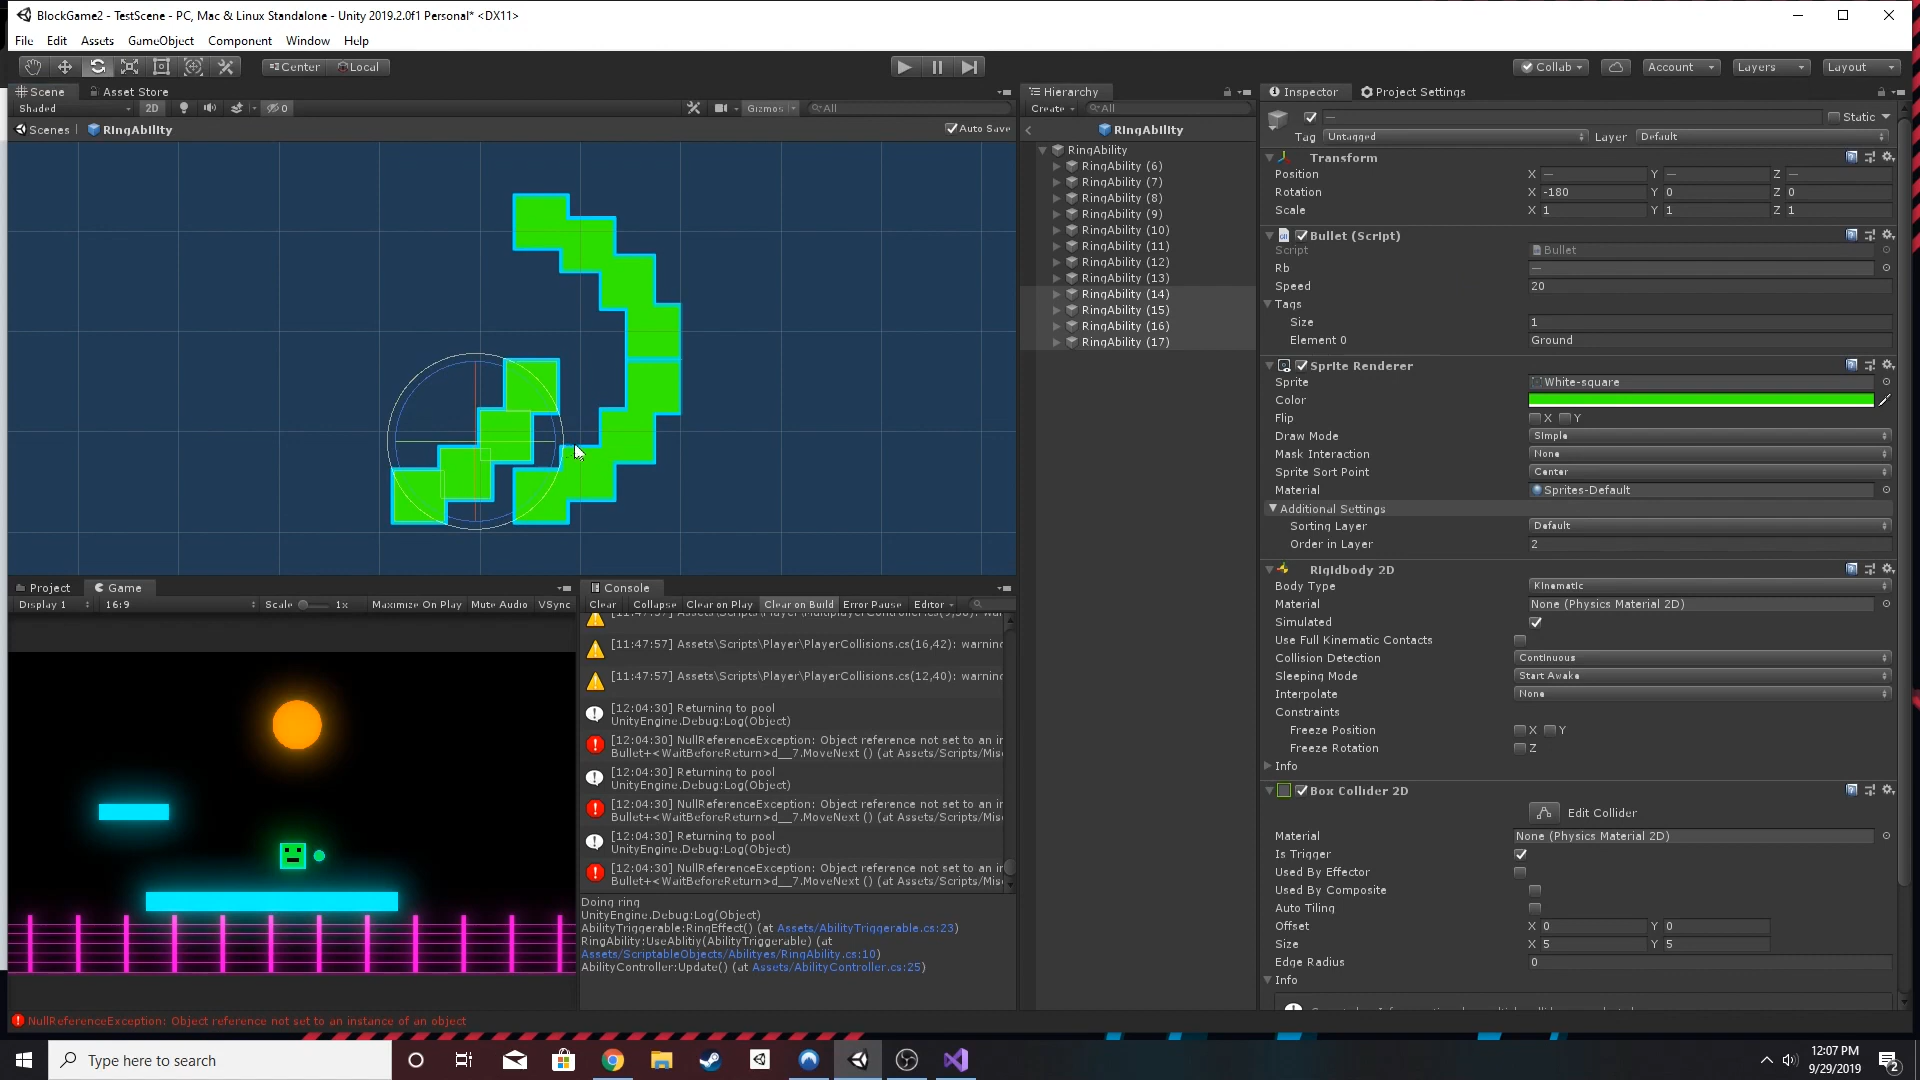 BlockGame2 - TestScene - PC, Mac & Linux Standalone - Unity 2019.2.0f1 Personal* <DX11>
File Edit Assets GameObject Component Window Help
Center Local
Collab Account Layers Layout
Scene Asset Store
Shaded 2D 0 Gizmos All
Scenes RingAbility Auto Save
Hierarchy
Create All
RingAbility
RingAbility
RingAbility (6)
RingAbility (7)
RingAbility (8)
RingAbility (9)
RingAbility (10)
RingAbility (11)
RingAbility (12)
RingAbility (13)
RingAbility (14)
RingAbility (15)
RingAbility (16)
RingAbility (17)
Inspector Project Settings
— Static
Tag Untagged Layer Default
Transform
Position X — Y — Z —
Rotation X -180 Y 0 Z 0
Scale X 1 Y 1 Z 1
Bullet (Script)
Script Bullet
Rb —
Speed 20
Tags
Size 1
Element 0 Ground
Sprite Renderer
Sprite White-square
Color
Flip X Y
Draw Mode Simple
Mask Interaction None
Sprite Sort Point Center
Material Sprites-Default
Additional Settings
Sorting Layer Default
Order in Layer 2
Rigidbody 2D
Body Type Kinematic
Material None (Physics Material 2D)
Simulated
Use Full Kinematic Contacts
Collision Detection Continuous
Sleeping Mode Start Awake
Interpolate None
Constraints
Freeze Position X Y
Freeze Rotation Z
Info
Box Collider 2D
Edit Collider
Material None (Physics Material 2D)
Is Trigger
Used By Effector
Used By Composite
Auto Tiling
Offset X 0 Y 0
Size X 5 Y 5
Edge Radius 0
Info
Project Game
Display 1 16:9 Scale 1x Maximize On Play Mute Audio VSync
Console
Clear Collapse Clear on Play Clear on Build Error Pause Editor
[11:47:57] Assets\Scripts\Player\PlayerCollisions.cs(16,42): warning
[11:47:57] Assets\Scripts\Player\PlayerCollisions.cs(12,40): warning
[12:04:30] Returning to pool
UnityEngine.Debug:Log(Object)
[12:04:30] NullReferenceException: Object reference not set to an in
Bullet+<WaitBeforeReturn>d__7.MoveNext () (at Assets/Scripts/Mis
[12:04:30] Returning to pool
UnityEngine.Debug:Log(Object)
[12:04:30] NullReferenceException: Object reference not set to an in
Bullet+<WaitBeforeReturn>d__7.MoveNext () (at Assets/Scripts/Mis
[12:04:30] Returning to pool
UnityEngine.Debug:Log(Object)
[12:04:30] NullReferenceException: Object reference not set to an in
Bullet+<WaitBeforeReturn>d__7.MoveNext () (at Assets/Scripts/Mis
Doing ring
UnityEngine.Debug:Log(Object)
AbilityTriggerable:RingEffect() (at Assets/AbilityTriggerable.cs:23)
RingAbility:UseAblitiy(AbilityTriggerable) (at
Assets/ScriptableObjects/Abilityes/RingAbility.cs:10)
AbilityController:Update() (at Assets/AbilityController.cs:25)
NullReferenceException: Object reference not set to an instance of an object
Type here to search
12:07 PM
9/29/2019
2